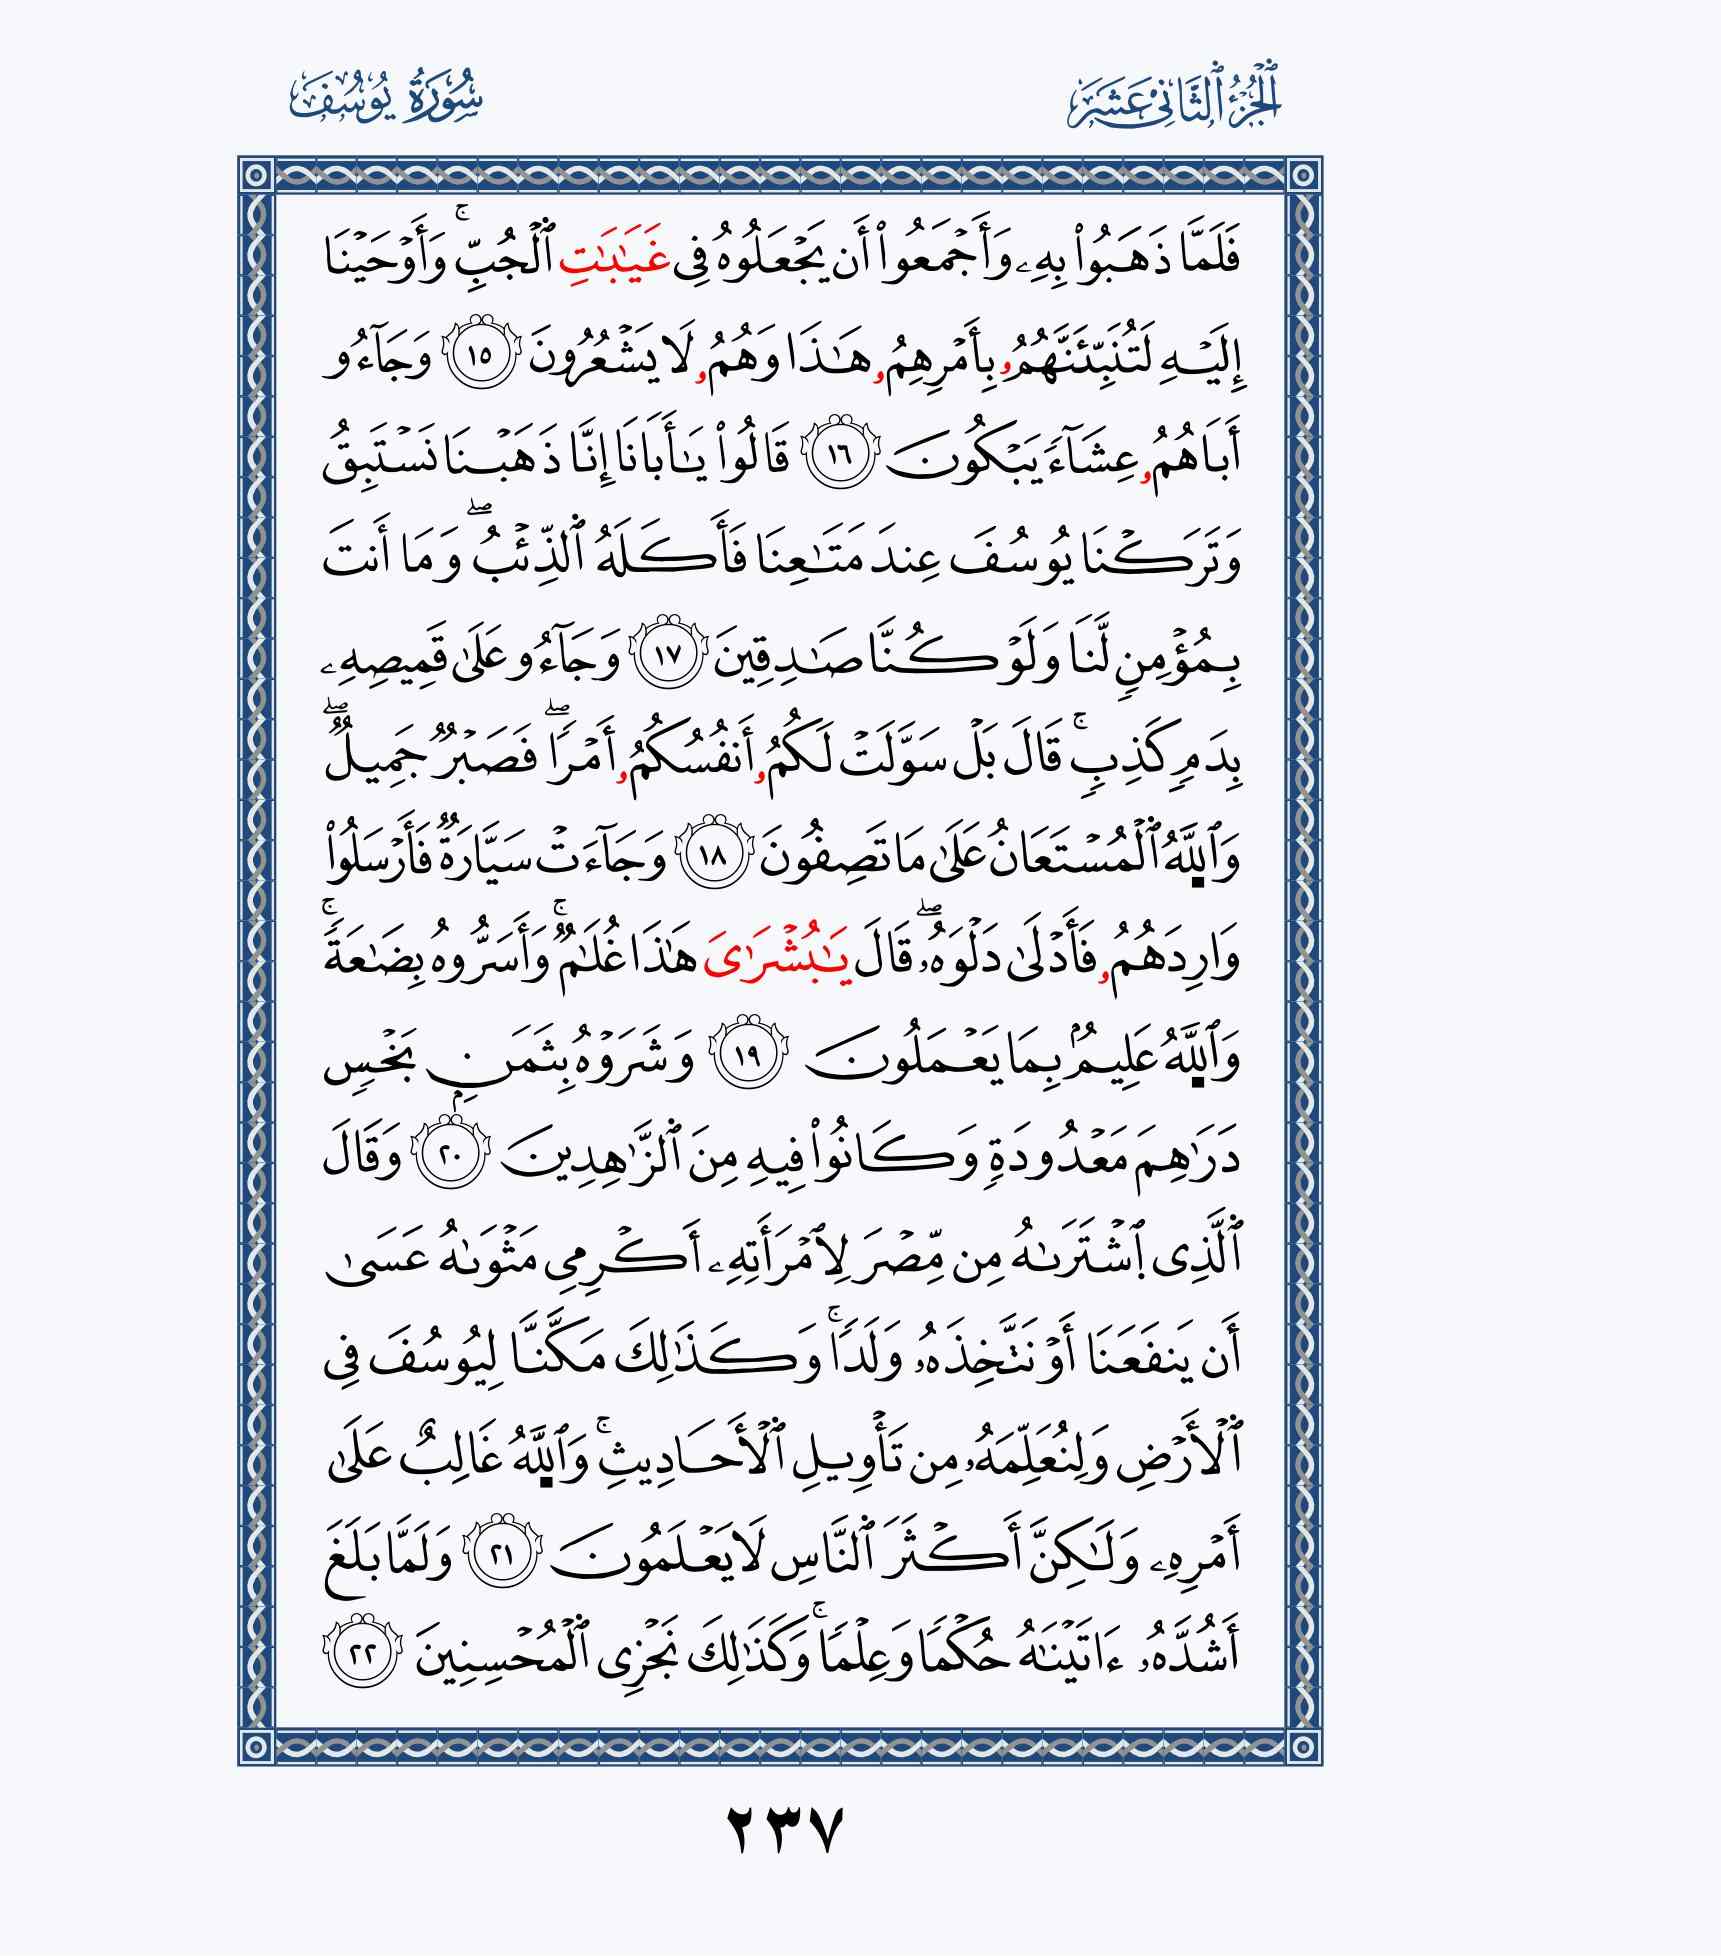 ٱلۡجُزۡءُ ٱلثَّانِي عَشَرَ
سُورَةُ يُوسُفَ
فَلَمَّا ذَهَبُواْ بِهِۦ وَأَجۡمَعُواْ أَن يَجۡعَلُوهُ فِي غَيَٰبَٰتِ ٱلۡجُبِّۚ وَأَوۡحَيۡنَا
إِلَيۡهِ لَتُنَبِّئَنَّهُمُۥ بِأَمۡرِهِمُۥ هَٰذَا وَهُمُۥ لَا يَشۡعُرُونَ ١٥ وَجَآءُو
أَبَاهُمُۥ عِشَآءٗ يَبۡكُونَ ١٦ قَالُواْ يَٰٓأَبَانَا إِنَّا ذَهَبۡنَا نَسۡتَبِقُ
وَتَرَكۡنَا يُوسُفَ عِندَ مَتَٰعِنَا فَأَكَلَهُ ٱلذِّئۡبُۖ وَمَا أَنتَ
بِمُؤۡمِنٖ لَّنَا وَلَوۡ كُنَّا صَٰدِقِينَ ١٧ وَجَآءُو عَلَىٰ قَمِيصِهِۦ
بِدَمٖ كَذِبٖۚ قَالَ بَلۡ سَوَّلَتۡ لَكُمُۥ أَنفُسُكُمُۥ أَمۡرٗاۖ فَصَبۡرٞ جَمِيلٞۖ
وَٱللَّهُ ٱلۡمُسۡتَعَانُ عَلَىٰ مَا تَصِفُونَ ١٨ وَجَآءَتۡ سَيَّارَةٞ فَأَرۡسَلُواْ
وَارِدَهُمُۥ فَأَدۡلَىٰ دَلۡوَهُۥۖ قَالَ يَٰبُشۡرَٰيَ هَٰذَا غُلَٰمٞۚ وَأَسَرُّوهُ بِضَٰعَةٗۚ
وَٱللَّهُ عَلِيمُۢ بِمَا يَعۡمَلُونَ ١٩ وَشَرَوۡهُ بِثَمَنِۭ بَخۡسٖ
دَرَٰهِمَ مَعۡدُودَةٖ وَكَانُواْ فِيهِ مِنَ ٱلزَّٰهِدِينَ ٢٠ وَقَالَ
ٱلَّذِي ٱشۡتَرَىٰهُ مِن مِّصۡرَ لِٱمۡرَأَتِهِۦ أَكۡرِمِي مَثۡوَىٰهُ عَسَىٰ
أَن يَنفَعَنَا أَوۡ نَتَّخِذَهُۥ وَلَدٗاۚ وَكَذَٰلِكَ مَكَّنَّا لِيُوسُفَ فِي
ٱلۡأَرۡضِ وَلِنُعَلِّمَهُۥ مِن تَأۡوِيلِ ٱلۡأَحَادِيثِۚ وَٱللَّهُ غَالِبٌ عَلَىٰ
أَمۡرِهِۦ وَلَٰكِنَّ أَكۡثَرَ ٱلنَّاسِ لَا يَعۡلَمُونَ ٢١ وَلَمَّا بَلَغَ
أَشُدَّهُۥ ءَاتَيۡنَٰهُ حُكۡمٗا وَعِلۡمٗاۚ وَكَذَٰلِكَ نَجۡزِي ٱلۡمُحۡسِنِينَ ٢٢
٢٣٧